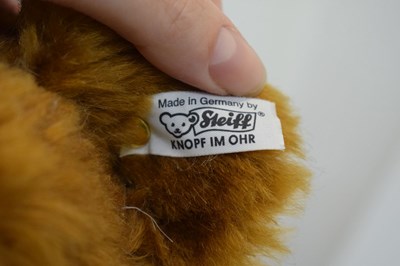 Made in Germany by
Steiff®
KNOPF IM OHR